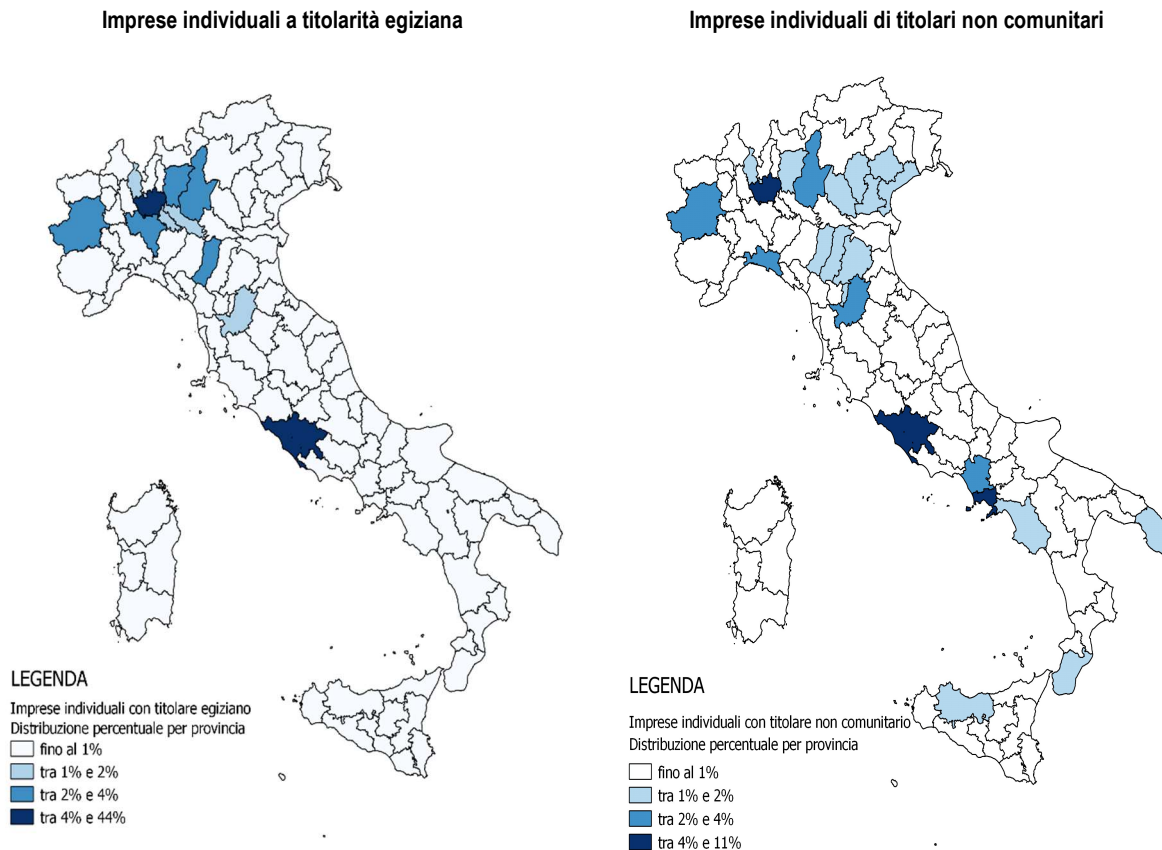 Imprese individuali a titolarità egiziana
Imprese individuali di titolari non comunitari
LEGENDA
Imprese individuali con titolare egiziano
Distribuzione percentuale per provincia
fino al 1%
tra 1% e 2%
tra 2% e 4%
tra 4% e 44%
LEGENDA
Imprese individuali con titolare non comunitario
Distribuzione percentuale per provincia
fino al 1%
tra 1% e 2%
tra 2% e 4%
tra 4% e 11%